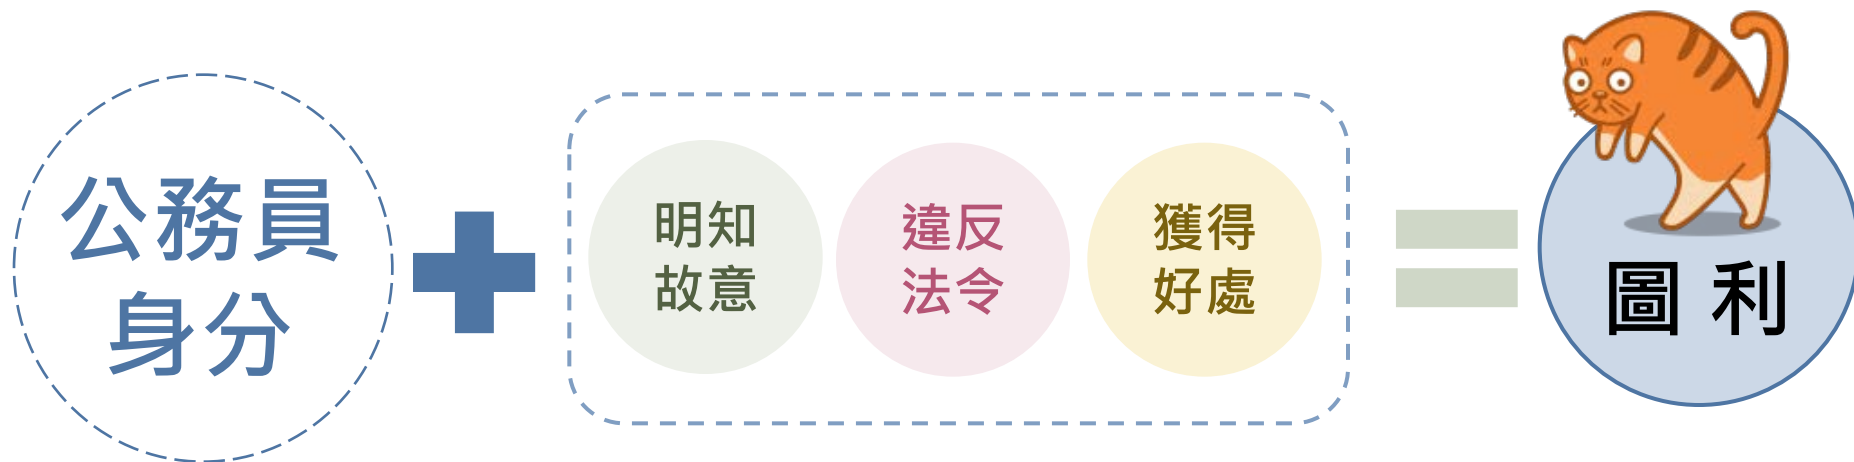 公務員
身分
明知
故意
違反
法令
獲得
好處
圖利